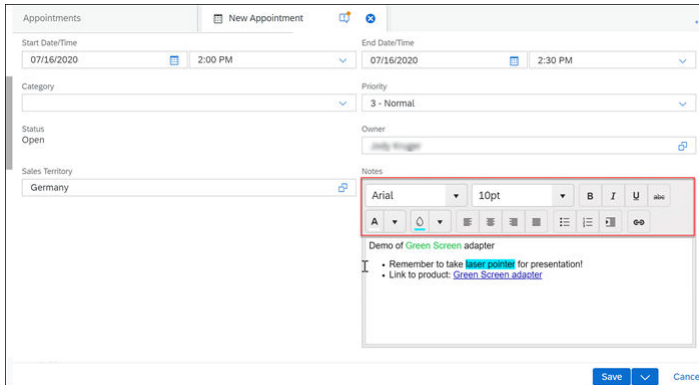 Appointments
New Appointment
Start Date/Time
07/16/2020
2:00 PM
End Date/Time
07/16/2020
2:30 PM
Category
Priority
3 - Normal
Status
Open
Owner
Sales Territory
Germany
Notes
Arial
10pt
B I U abc
A
Demo of Green Screen adapter
• Remember to take laser pointer for presentation!
• Link to product: Green Screen adapter
Save
Cance